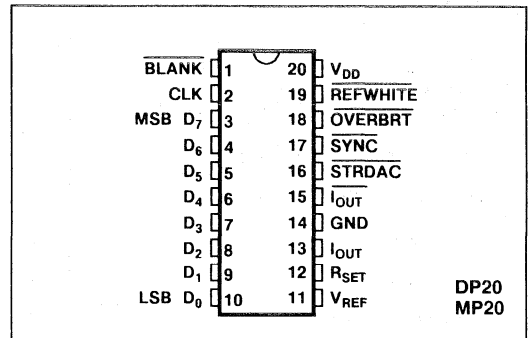 BLANK 1 20 VDD
CLK 2 19 REFWHITE
MSB D7 3 18 OVERBRT
D6 4 17 SYNC
D5 5 16 STRDAC
D4 6 15 IOUT
D3 7 14 GND
D2 8 13 IOUT
D1 9 12 RSET
LSB D0 10 11 VREF
DP20
MP20